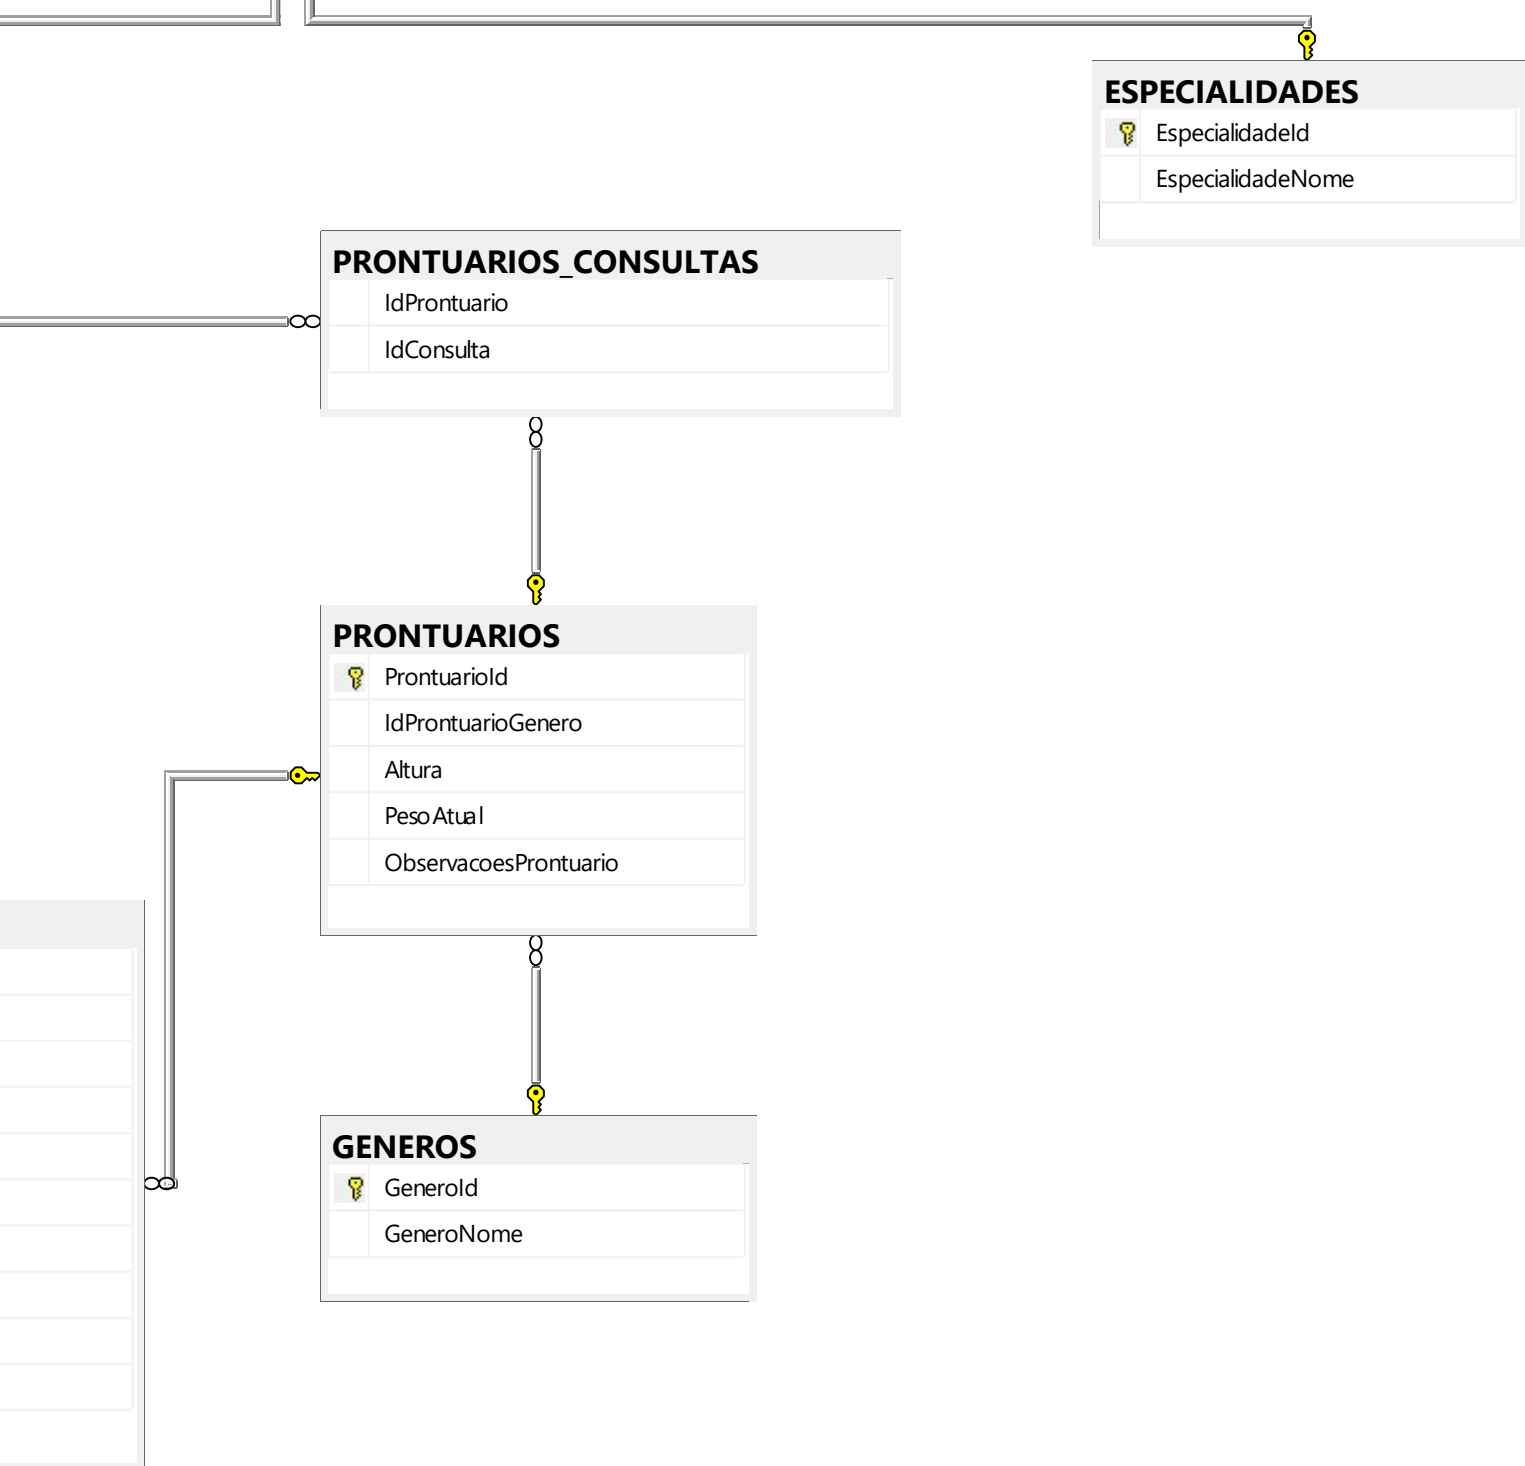 ESPECIALIDADES
EspecialidadeId
EspecialidadeNome
PRONTUARIOS_CONSULTAS
IdProntuario
IdConsulta
PRONTUARIOS
ProntuarioId
IdProntuarioGenero
Altura
PesoAtual
ObservacoesProntuario
GENEROS
GeneroId
GeneroNome